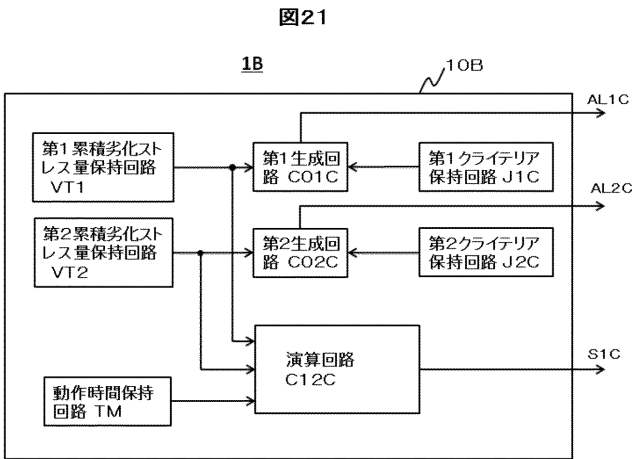 図21
1B
10B
AL1C
第1累積劣化スト
レス量保持回路
VT1
第1生成回
路 CO1C
第1クライテリア
保持回路 J1C
AL2C
第2累積劣化スト
レス量保持回路
VT2
第2生成回
路 CO2C
第2クライテリア
保持回路 J2C
演算回路
C12C
S1C
動作時間保持
回路 TM